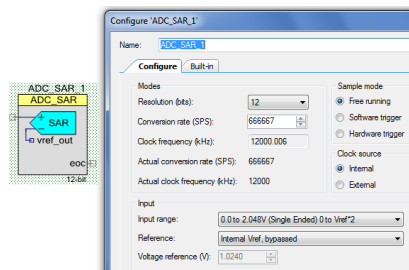 Configure 'ADC_SAR_1'
Name: ADC_SAR_1
Configure Built-in
Modes
Resolution (bits): 12
Conversion rate (SPS): 666667
Clock frequency (kHz): 12000.006
Actual conversion rate (SPS): 666667
Actual clock frequency (kHz): 12000
Sample mode
Free running
Software trigger
Hardware trigger
Clock source
Internal
External
Input
Input range: 0.0 to 2.048V (Single Ended) 0 to Vref*2
Reference: Internal Vref, bypassed
Voltage reference (V): 1.0240
ADC_SAR_1
ADC_SAR
+
SAR
-
vref_out
eoc
12-bit